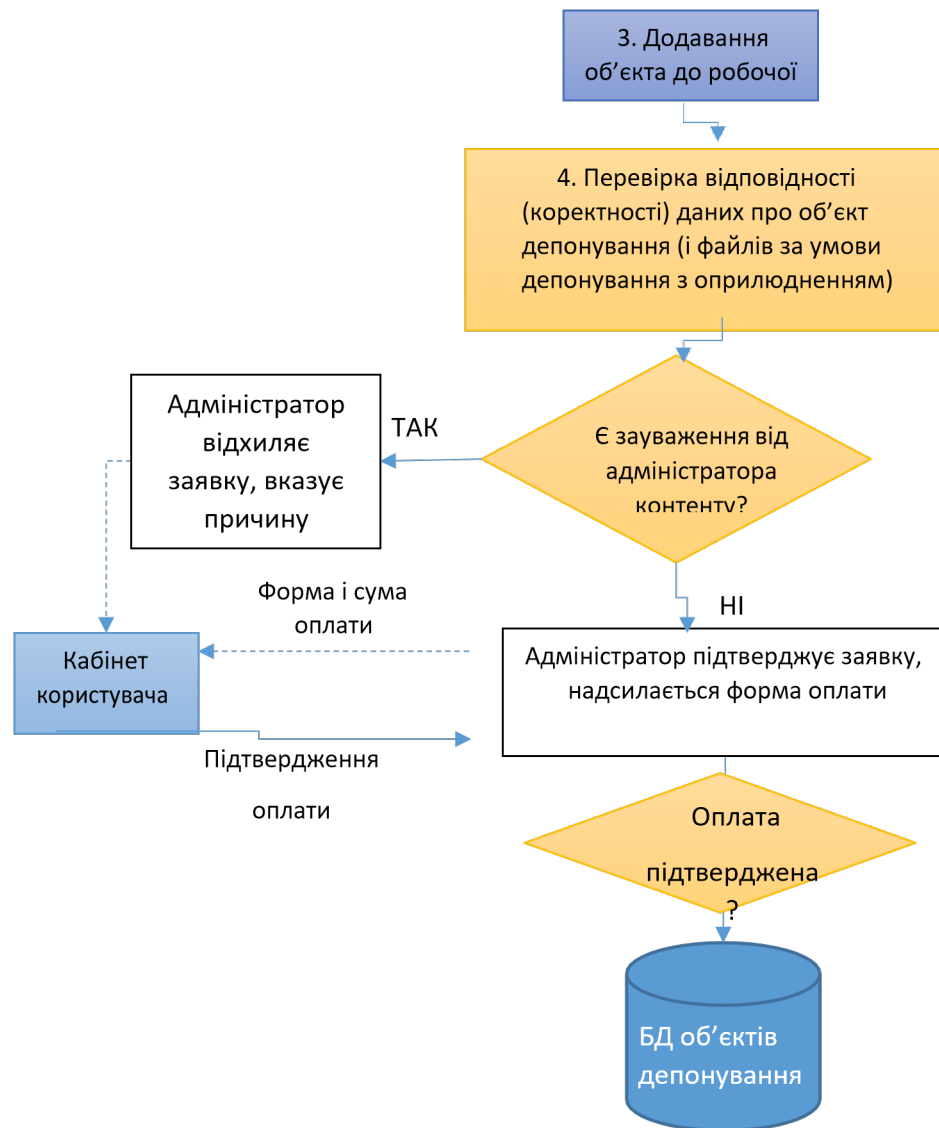 3. Додавання
об’єкта до робочої
4. Перевірка відповідності
(коректності) даних про об’єкт
депонування (і файлів за умови
депонування з оприлюдненням)
Адміністратор
відхиляє
заявку, вказує
причину
ТАК
Є зауваження від
адміністратора
контенту?
Форма і сума
оплати
НІ
Кабінет
користувача
Адміністратор підтверджує заявку,
надсилається форма оплати
Підтвердження
оплати
Оплата
підтверджена
?
БД об’єктів
депонування